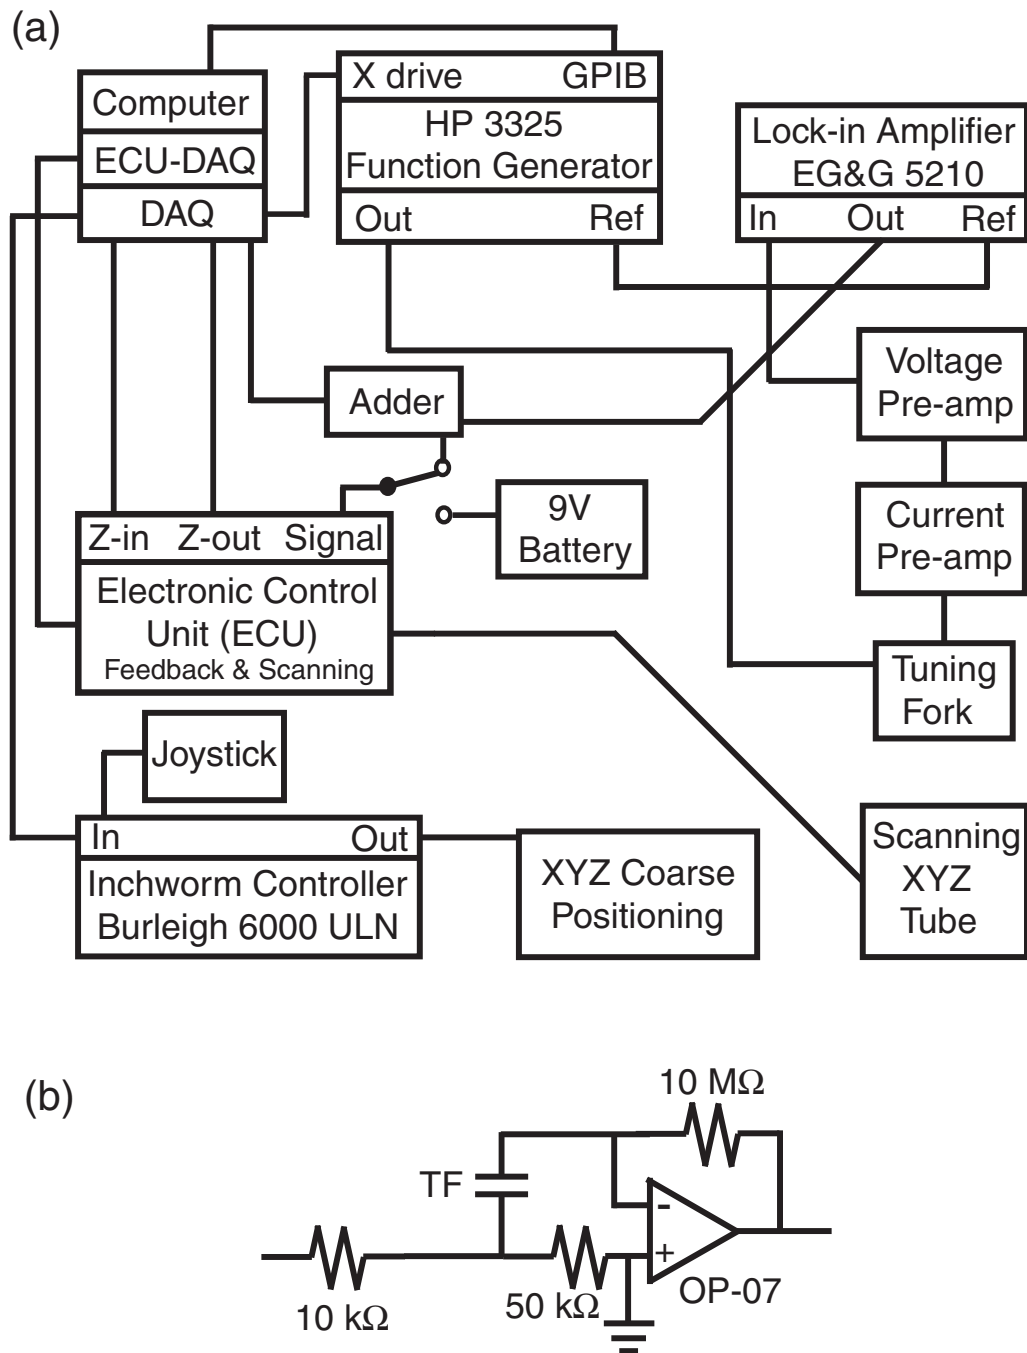 (a)
Computer
ECU-DAQ
DAQ
X drive GPIB
HP 3325
Function Generator
Out Ref
Lock-in Amplifier
EG&G 5210
In Out Ref
Voltage
Pre-amp
Adder
9V
Battery
Current
Pre-amp
Z-in Z-out Signal
Electronic Control
Unit (ECU)
Feedback & Scanning
Tuning
Fork
Joystick
In Out
Inchworm Controller
Burleigh 6000 ULN
XYZ Coarse
Positioning
Scanning
XYZ
Tube
(b)
10 MΩ
TF
-
+
OP-07
10 kΩ
50 kΩ